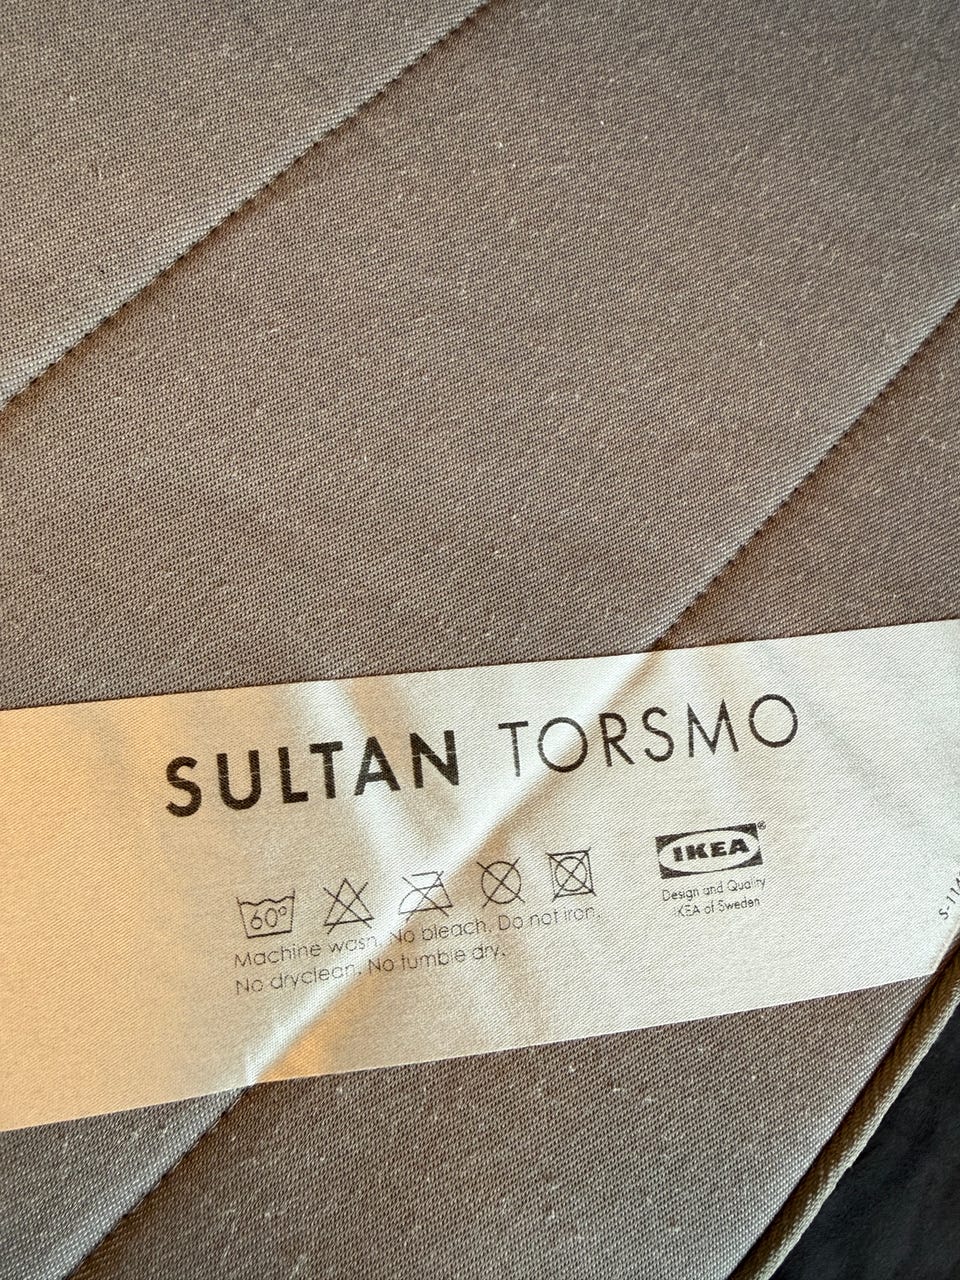 SULTAN TORSMO
60°
Machine wash. No bleach. Do not iron.
No dryclean. No tumble dry.
IKEA®
Design and Quality
IKEA of Sweden